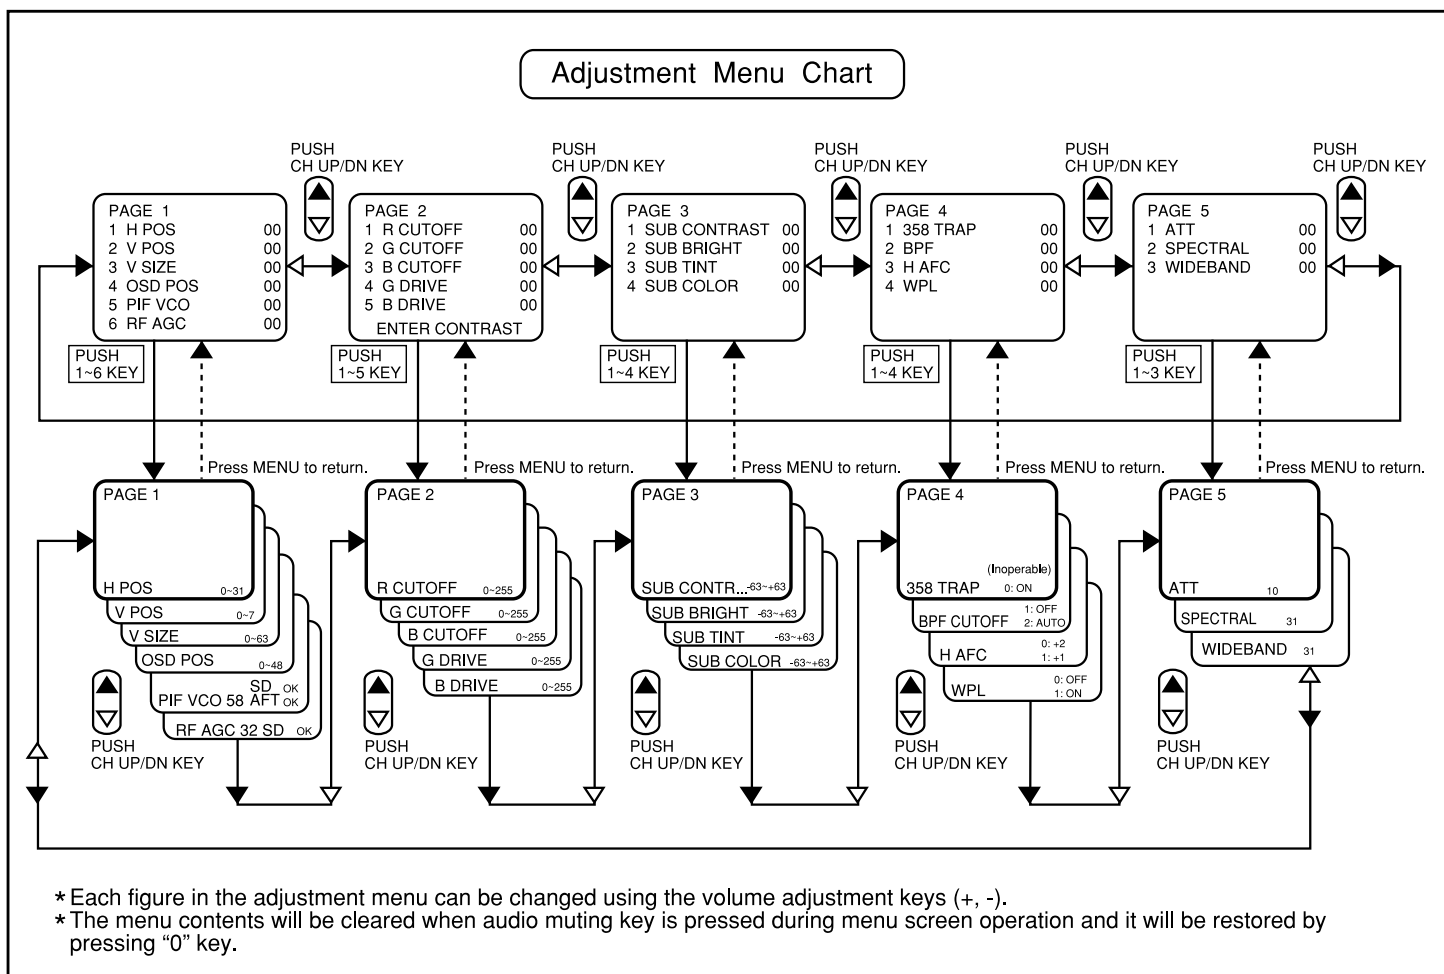 Adjustment Menu Chart
PUSH
CH UP/DN KEY
PUSH
CH UP/DN KEY
PUSH
CH UP/DN KEY
PUSH
CH UP/DN KEY
PUSH
CH UP/DN KEY
PAGE 1
1 H POS 00
2 V POS 00
3 V SIZE 00
4 OSD POS 00
5 PIF VCO 00
6 RF AGC 00
PAGE 2
1 R CUTOFF 00
2 G CUTOFF 00
3 B CUTOFF 00
4 G DRIVE 00
5 B DRIVE 00
ENTER CONTRAST
PAGE 3
1 SUB CONTRAST 00
2 SUB BRIGHT 00
3 SUB TINT 00
4 SUB COLOR 00
PAGE 4
1 358 TRAP 00
2 BPF 00
3 H AFC 00
4 WPL 00
PAGE 5
1 ATT 00
2 SPECTRAL 00
3 WIDEBAND 00
PUSH
1~6 KEY
PUSH
1~5 KEY
PUSH
1~4 KEY
PUSH
1~4 KEY
PUSH
1~3 KEY
Press MENU to return.
Press MENU to return.
Press MENU to return.
Press MENU to return.
Press MENU to return.
PAGE 1
H POS 0~31
V POS 0~7
V SIZE 0~63
OSD POS 0~48
SD OK
PIF VCO 58 AFT OK
RF AGC 32 SD OK
PUSH
CH UP/DN KEY
PAGE 2
R CUTOFF 0~255
G CUTOFF 0~255
B CUTOFF 0~255
G DRIVE 0~255
B DRIVE 0~255
PUSH
CH UP/DN KEY
PAGE 3
SUB CONTR...-63~+63
SUB BRIGHT -63~+63
SUB TINT -63~+63
SUB COLOR -63~+63
PUSH
CH UP/DN KEY
PAGE 4
(Inoperable)
358 TRAP 0: ON
1: OFF
BPF CUTOFF 2: AUTO
0: +2
H AFC 1: +1
0: OFF
WPL 1: ON
PUSH
CH UP/DN KEY
PAGE 5
ATT 10
SPECTRAL 31
WIDEBAND 31
PUSH
CH UP/DN KEY
* Each figure in the adjustment menu can be changed using the volume adjustment keys (+, -).
* The menu contents will be cleared when audio muting key is pressed during menu screen operation and it will be restored by
pressing “0” key.